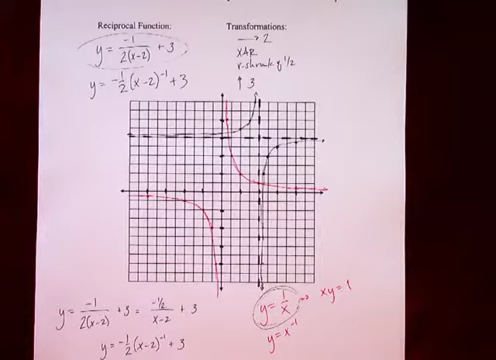 Reciprocal Function:
y = -1/2(x-2) + 3
y = -1/2(x-2)⁻¹ + 3
Transformations:
→ 2
XAR
v-shrink of 1/2
↑ 3
y = -1/2(x-2) + 3 = -1/2/x-2 + 3
y = -1/2(x-2)⁻¹ + 3
y = 1/x → xy = 1
y = x⁻¹